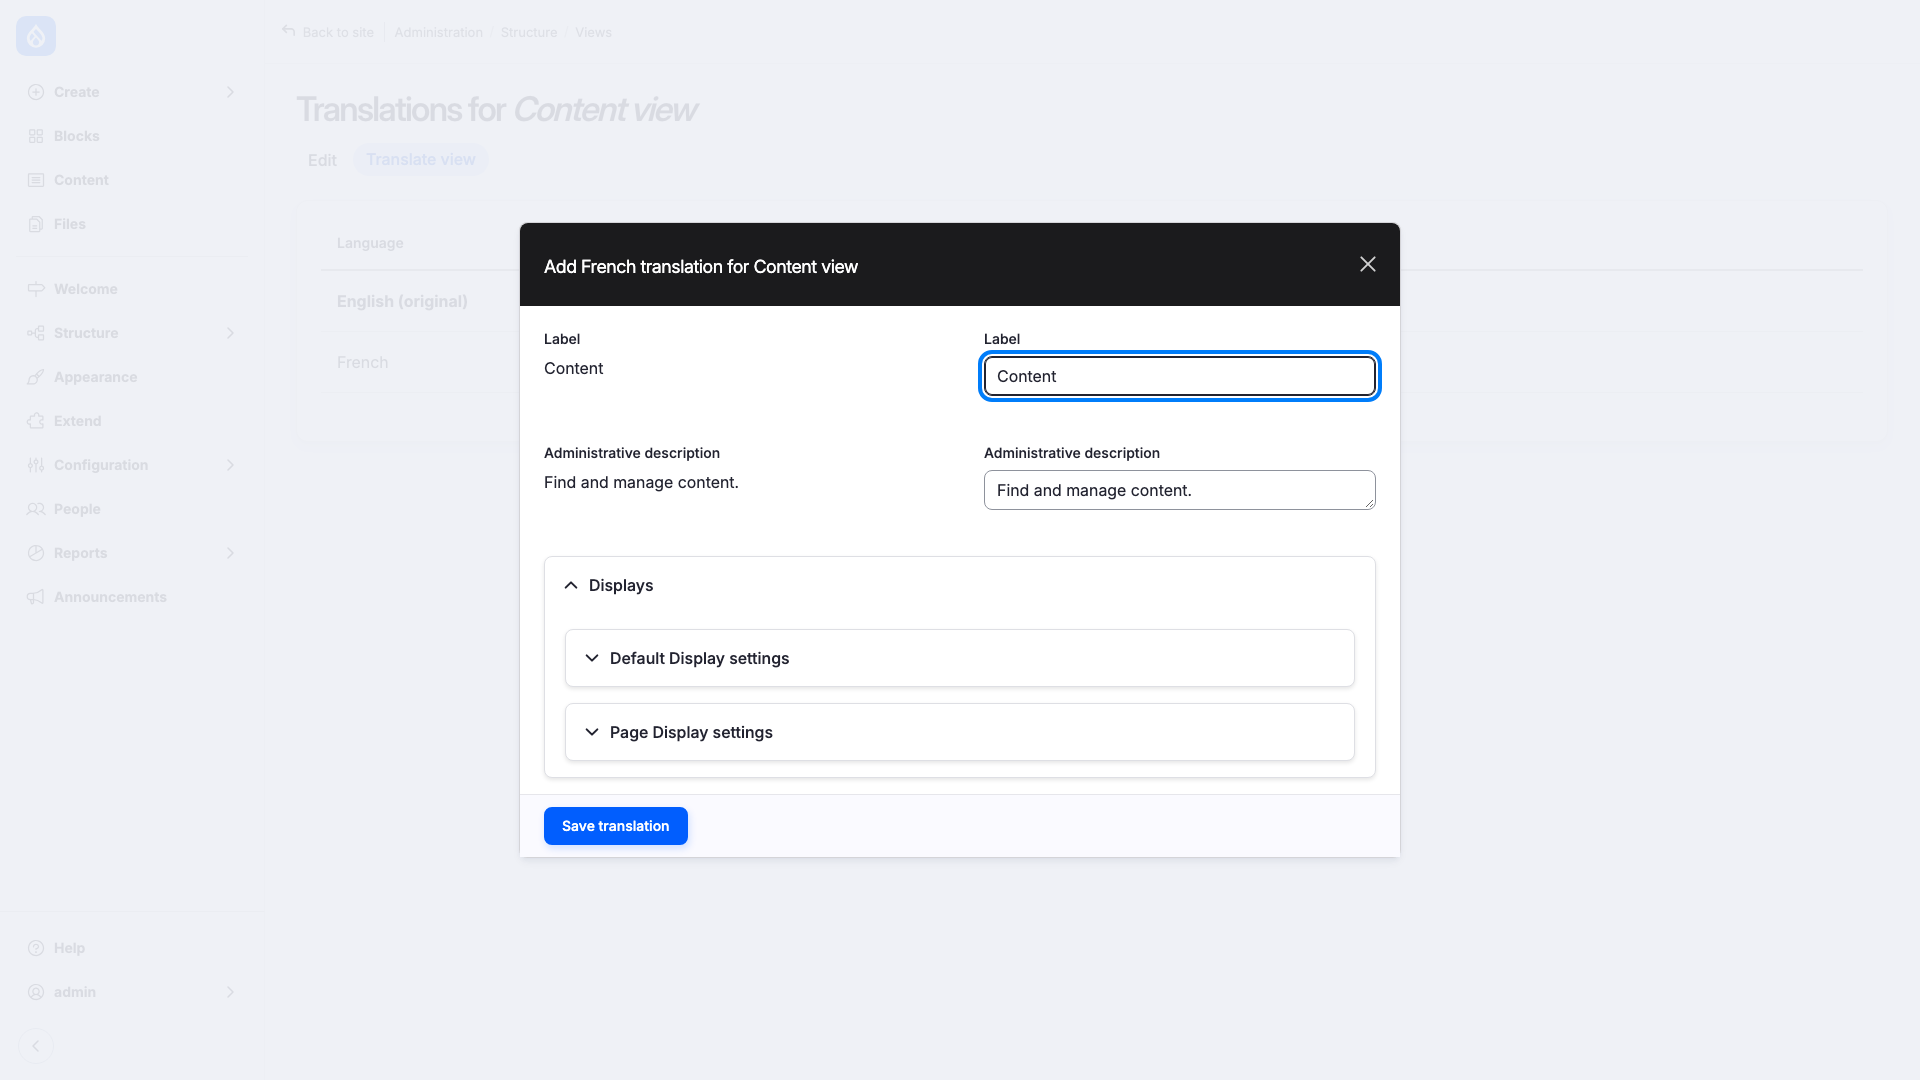 Back to site
Administration
Structure
Views
Create
Blocks
Content
Files
Welcome
Structure
Appearance
Extend
Configuration
People
Reports
Announcements
Help
admin
Translations for Content view
Edit
Translate view
Language
English (original)
French
Add French translation for Content view
Label
Content
Label
Content
Administrative description
Find and manage content.
Administrative description
Find and manage content.
Displays
Default Display settings
Page Display settings
Save translation